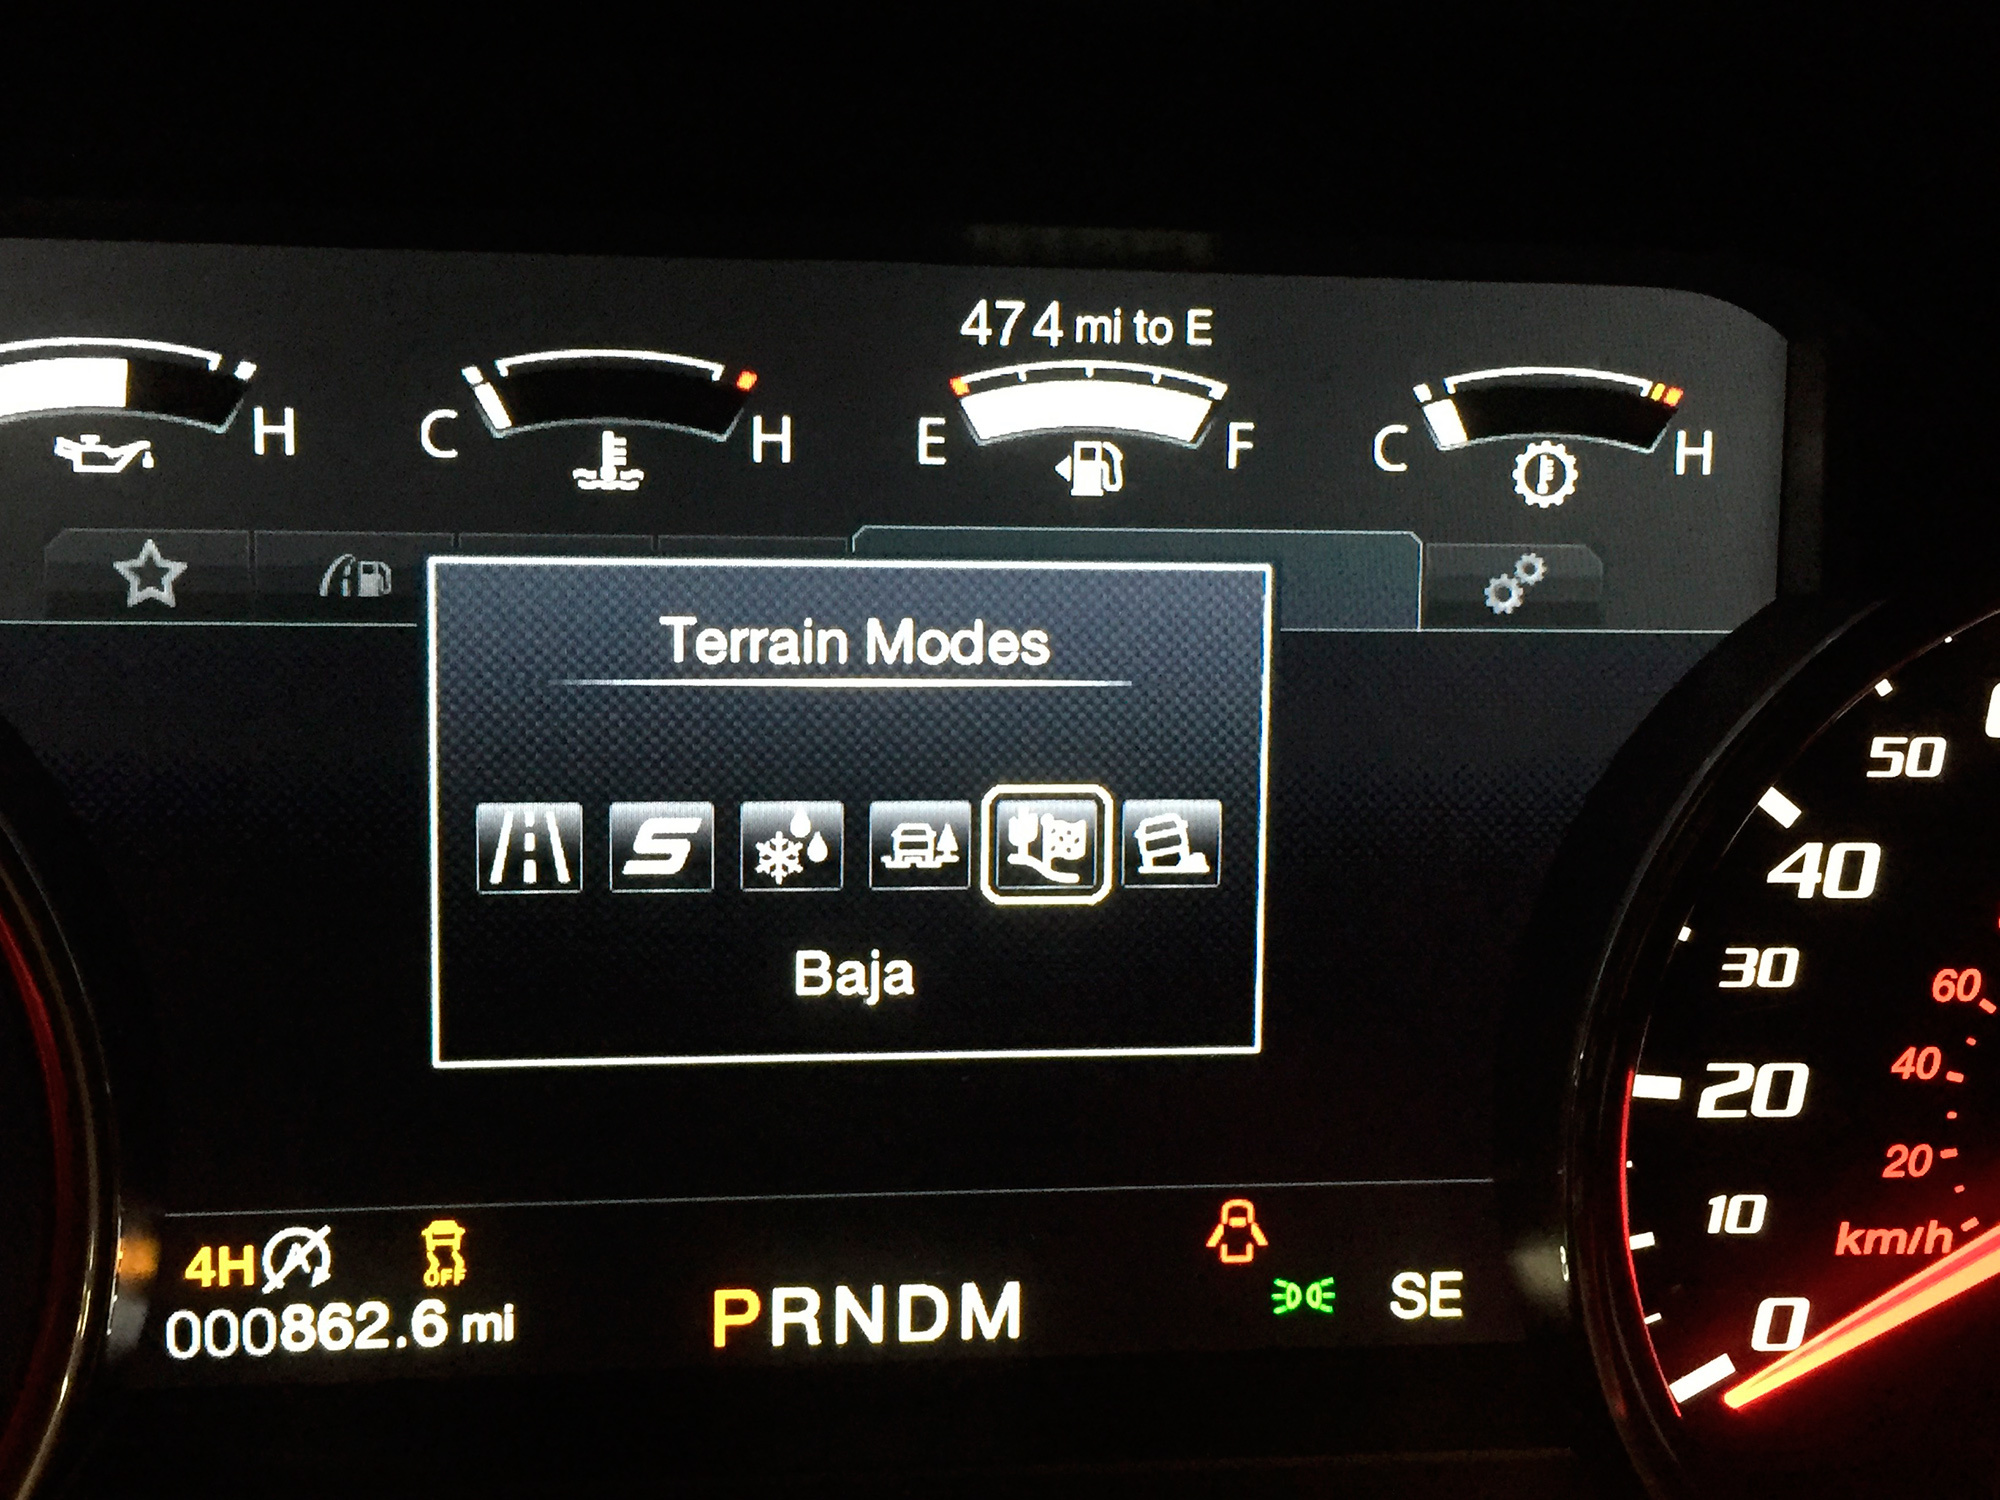 474 mi to E
H
C H
E F
C H
Terrain Modes
S
Baja
4H
OFF
000862.6 mi
PRNDM
SE
50
40
30
20
10
0
60
40
20
km/h